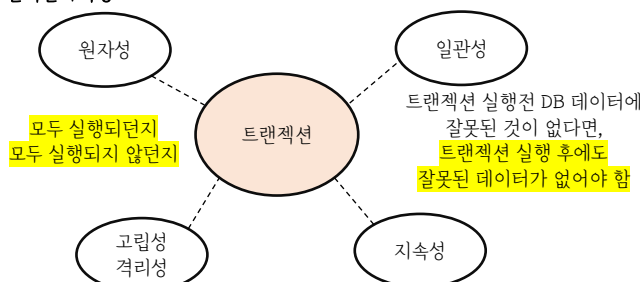 원자성
일관성
트랜젝션
모두 실행되던지
모두 실행되지 않던지
트랜젝션 실행전 DB 데이터에
잘못된 것이 없다면,
트랜젝션 실행 후에도
잘못된 데이터가 없어야 함
고립성
격리성
지속성